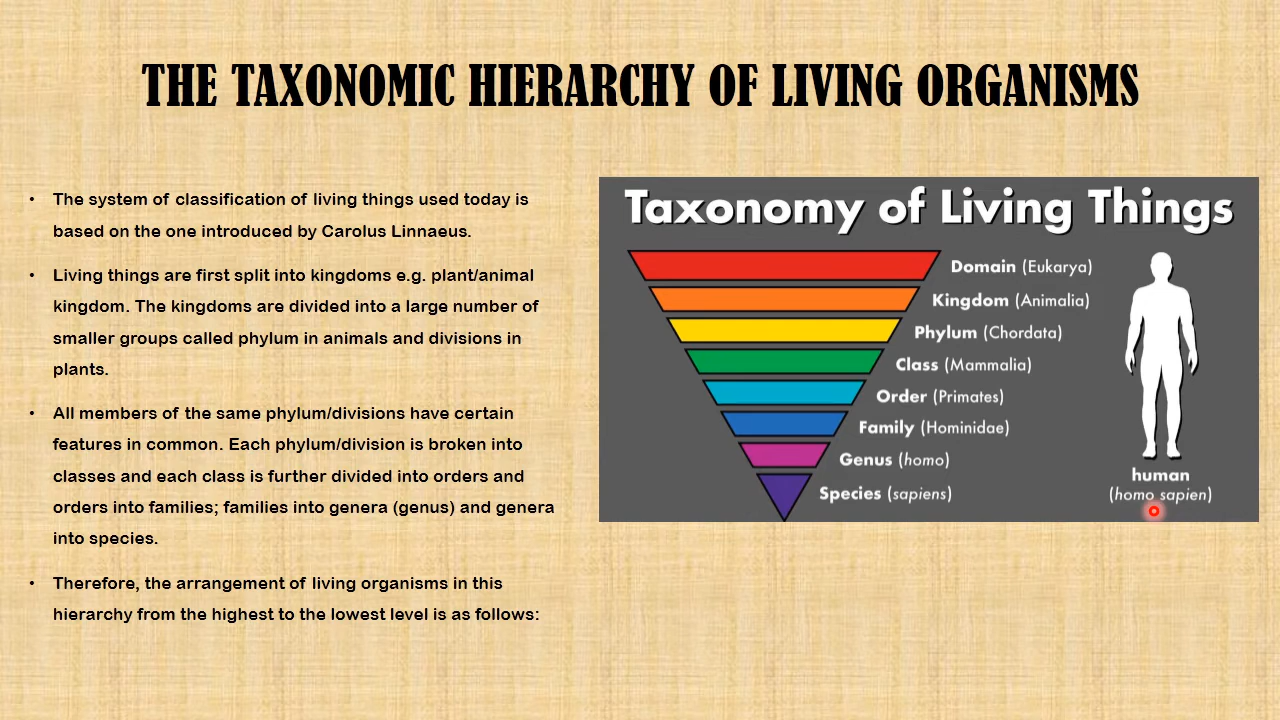 THE TAXONOMIC HIERARCHY OF LIVING ORGANISMS
• The system of classification of living things used today is
based on the one introduced by Carolus Linnaeus.
• Living things are first split into kingdoms e.g. plant/animal
kingdom. The kingdoms are divided into a large number of
smaller groups called phylum in animals and divisions in
plants.
• All members of the same phylum/divisions have certain
features in common. Each phylum/division is broken into
classes and each class is further divided into orders and
orders into families; families into genera (genus) and genera
into species.
• Therefore, the arrangement of living organisms in this
hierarchy from the highest to the lowest level is as follows:
Taxonomy of Living Things
Domain (Eukarya)
Kingdom (Animalia)
Phylum (Chordata)
Class (Mammalia)
Order (Primates)
Family (Hominidae)
Genus (homo)
Species (sapiens)
human
(homo sapien)